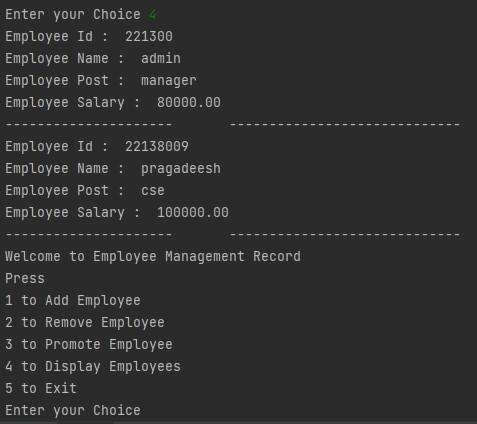 Enter your Choice 4
Employee Id :  221300
Employee Name :  admin
Employee Post :  manager
Employee Salary :  80000.00
---------------------       -----------------------------
Employee Id :  22138009
Employee Name :  pragadeesh
Employee Post :  cse
Employee Salary :  100000.00
---------------------       -----------------------------
Welcome to Employee Management Record
Press
1 to Add Employee
2 to Remove Employee
3 to Promote Employee
4 to Display Employees
5 to Exit
Enter your Choice